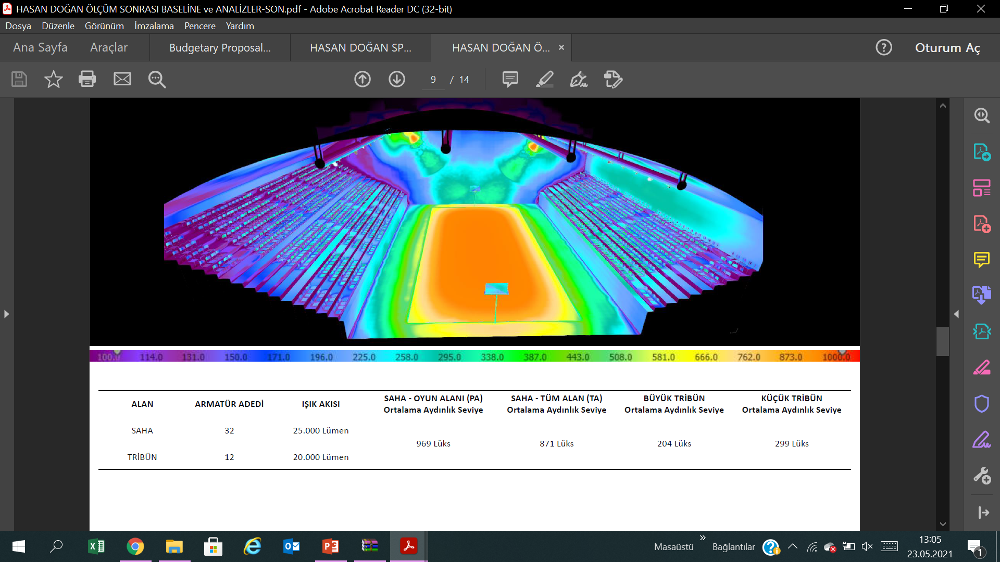 HASAN DOĞAN ÖLÇÜM SONRASI BASELİNE ve ANALİZLER-SON.pdf - Adobe Acrobat Reader DC (32-bit)
Dosya Düzenle Görünüm İmzalama Pencere Yardım
Ana Sayfa Araçlar Budgetary Proposal... HASAN DOĞAN SP... HASAN DOĞAN Ö... Oturum Aç
9 / 14
100.0 114.0 131.0 150.0 171.0 196.0 225.0 258.0 295.0 338.0 387.0 443.0 508.0 581.0 666.0 762.0 873.0 1000.0
SAHA - OYUN ALANI (PA) SAHA - TÜM ALAN (TA) BÜYÜK TRİBÜN KÜÇÜK TRİBÜN
ALAN ARMATÜR ADEDİ IŞIK AKISI
Ortalama Aydınlık Seviye Ortalama Aydınlık Seviye Ortalama Aydınlık Seviye Ortalama Aydınlık Seviye
SAHA 32 25.000 Lümen
969 Lüks 871 Lüks 204 Lüks 299 Lüks
TRİBÜN 12 20.000 Lümen
Masaüstü Bağlantılar
13:05
23.05.2021
1